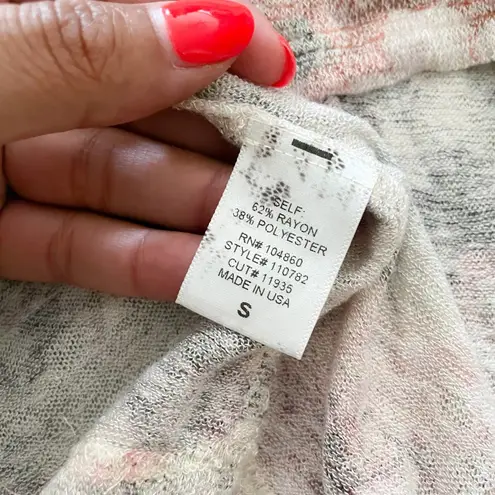 SELF:
62% RAYON
38% POLYESTER
RN# 104860
STYLE# 110782
CUT# 11935
MADE IN USA
S